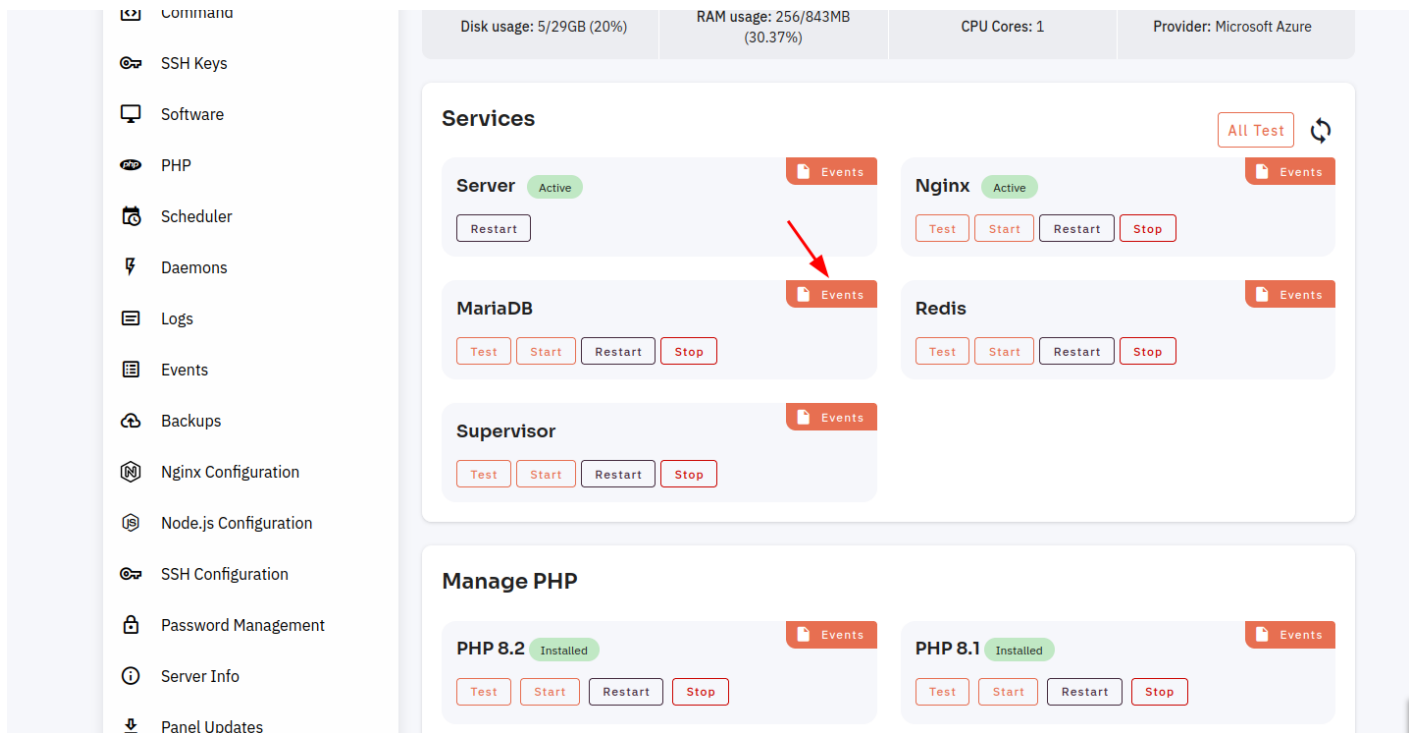 Command
SSH Keys
Software
PHP
Scheduler
Daemons
Logs
Events
Backups
Nginx Configuration
Node.js Configuration
SSH Configuration
Password Management
Server Info
Panel Updates
Disk usage: 5/29GB (20%)
RAM usage: 256/843MB
(30.37%)
CPU Cores: 1
Provider: Microsoft Azure
Services
All Test
Server Active
Events
Restart
Nginx Active
Events
Test Start Restart Stop
MariaDB
Events
Test Start Restart Stop
Redis
Events
Test Start Restart Stop
Supervisor
Events
Test Start Restart Stop
Manage PHP
PHP 8.2 Installed
Events
Test Start Restart Stop
PHP 8.1 Installed
Events
Test Start Restart Stop